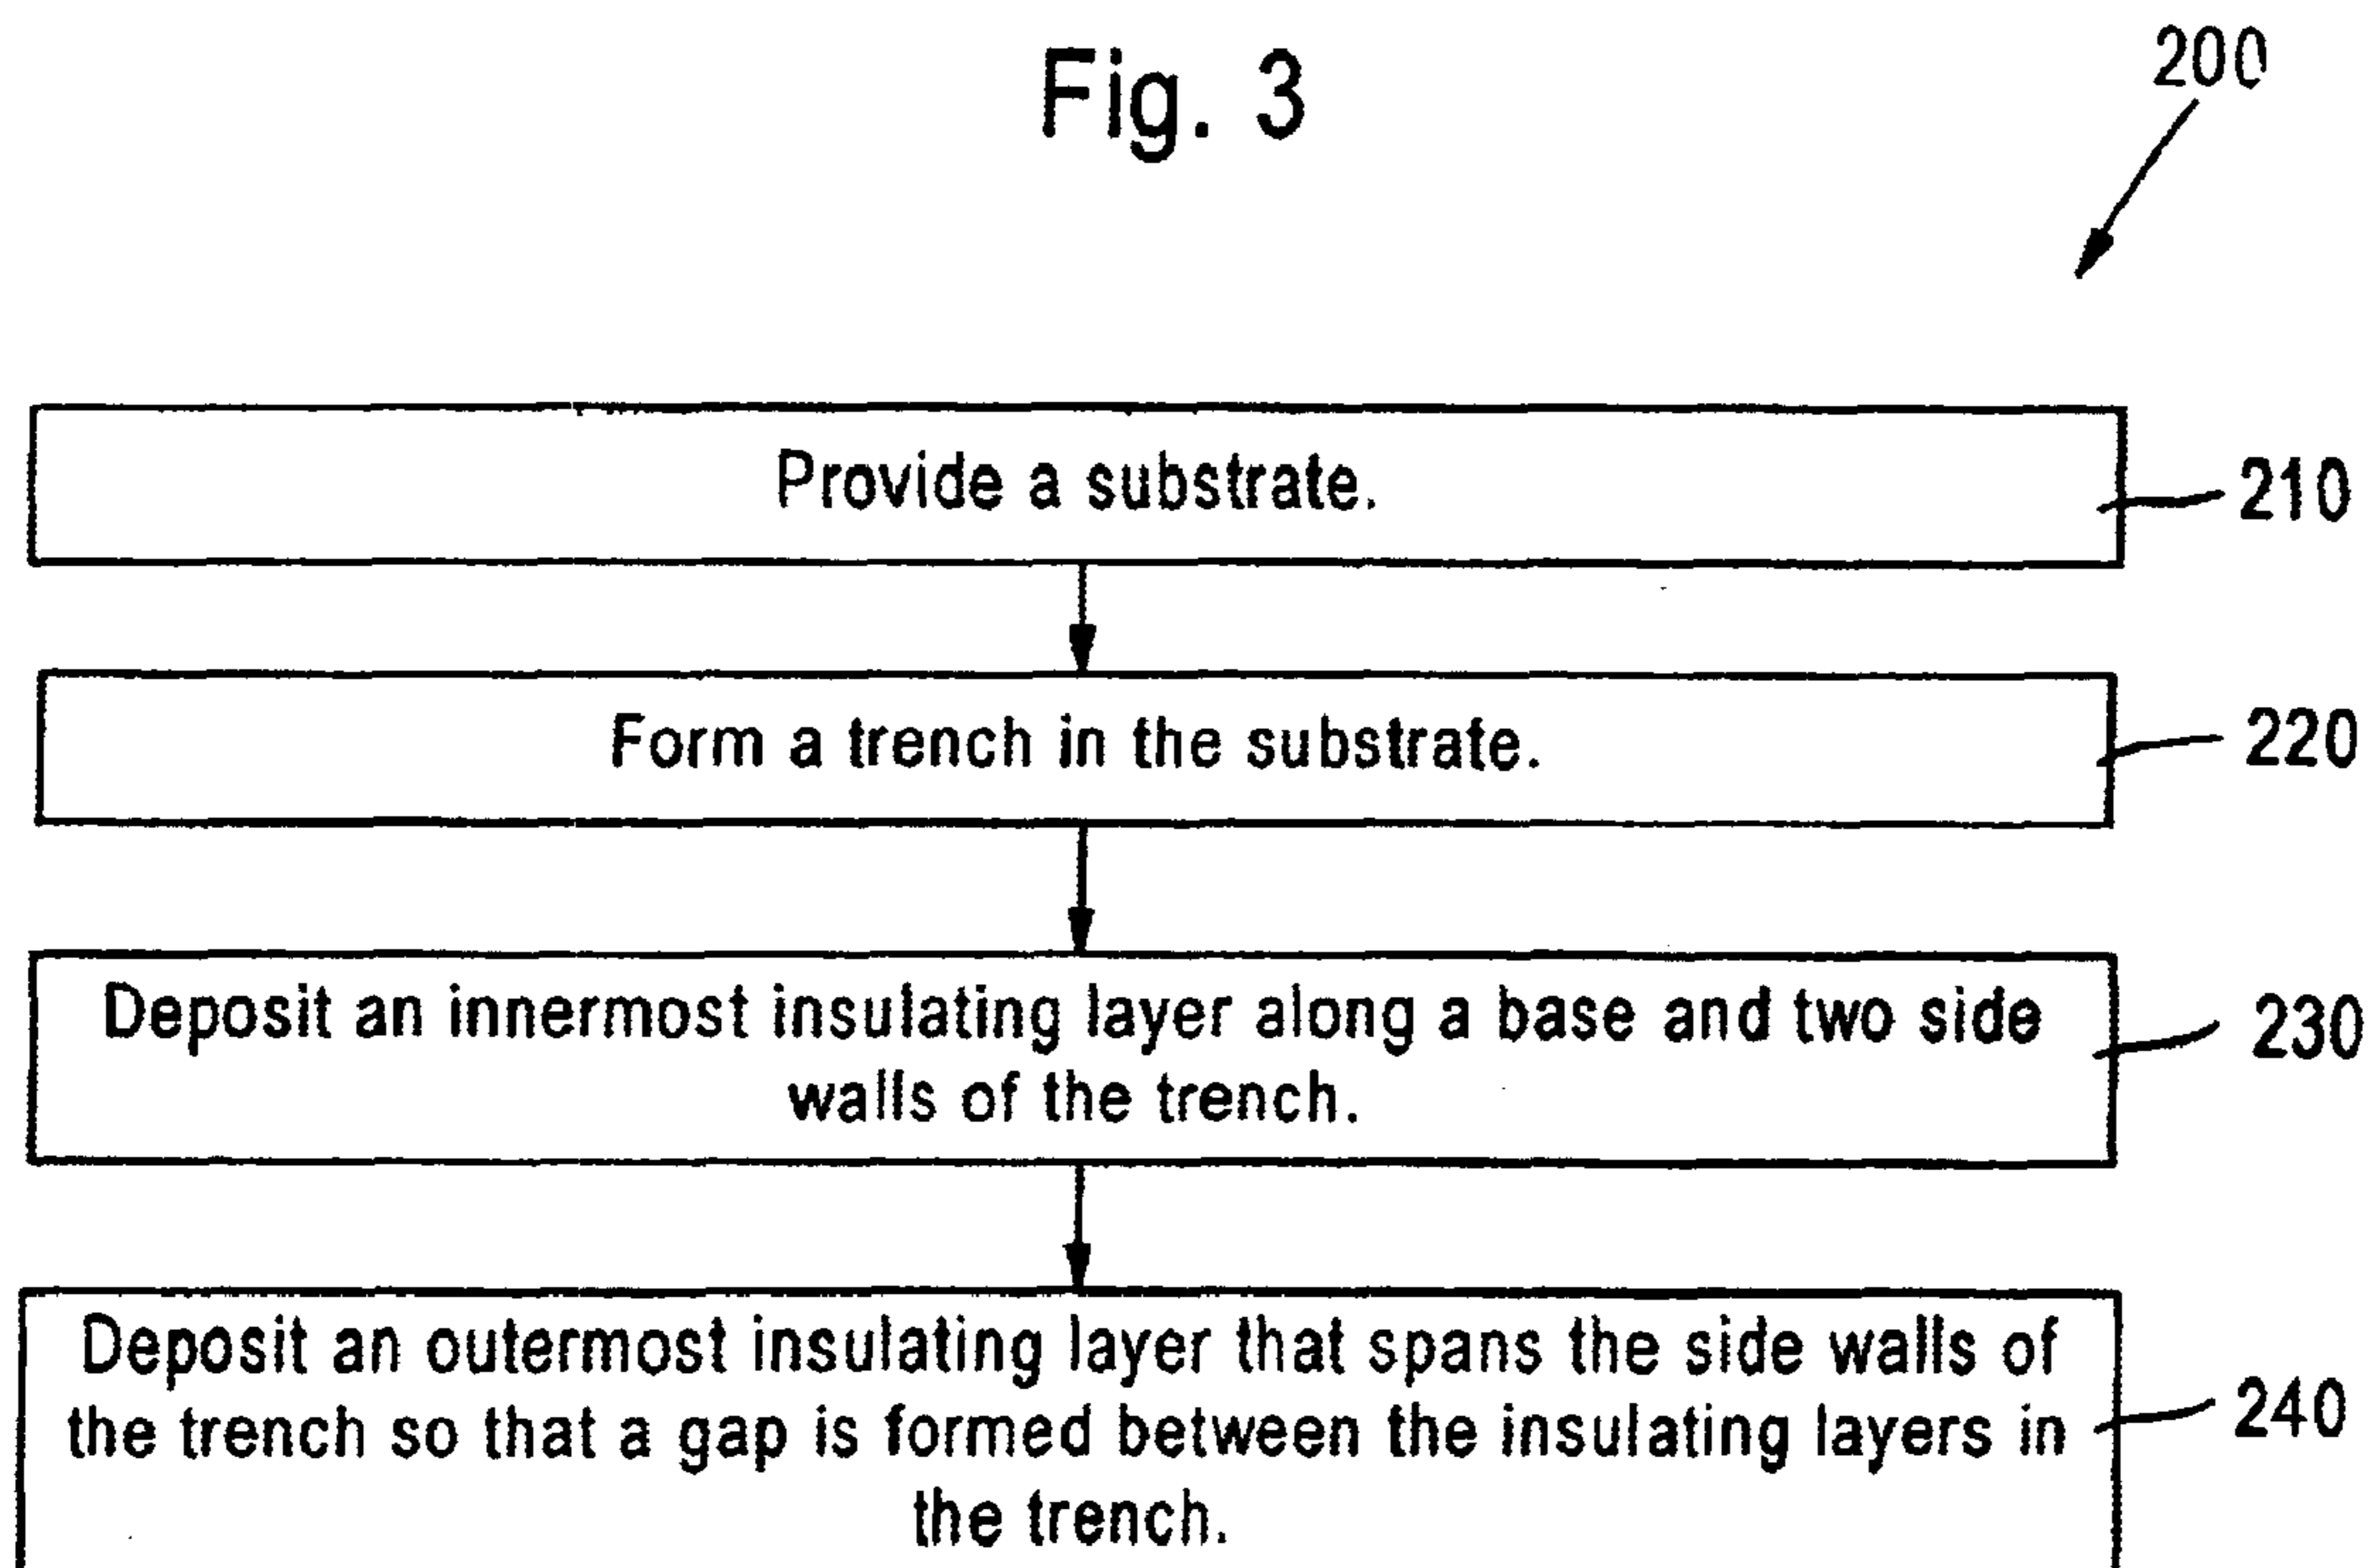 Fig. 3
200
Provide a substrate.
210
Form a trench in the substrate.
220
Deposit an innermost insulating layer along a base and two side
walls of the trench.
230
Deposit an outermost insulating layer that spans the side walls of
the trench so that a gap is formed between the insulating layers in
the trench.
240